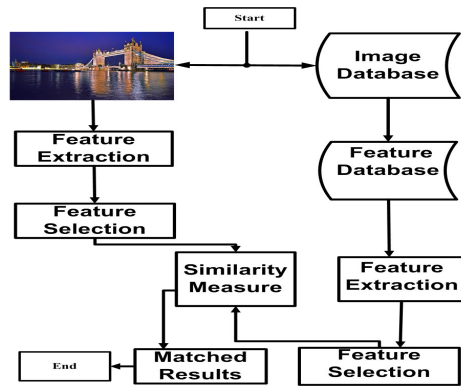 Start
Image
Database
Feature
Extraction
Feature
Database
Feature
Selection
Similarity
Measure
Feature
Extraction
Matched
Results
End
Feature
Selection